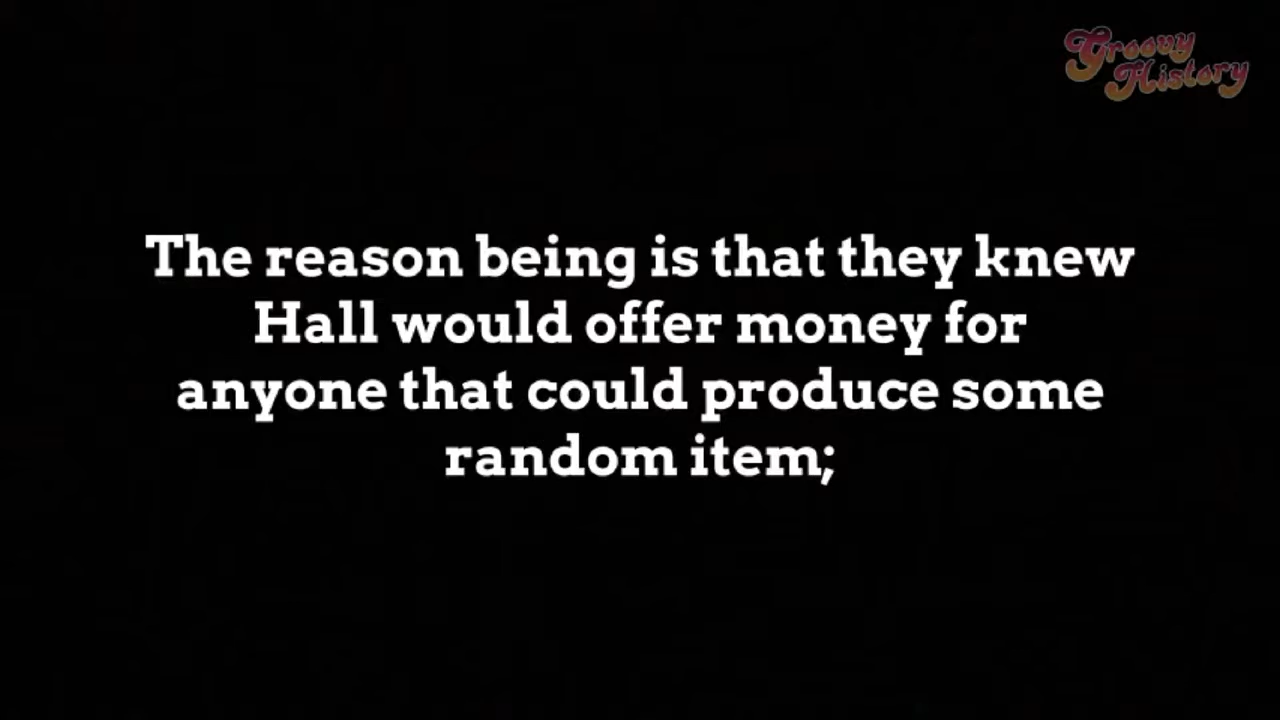 Groovy
History
The reason being is that they knew
Hall would offer money for
anyone that could produce some
random item;